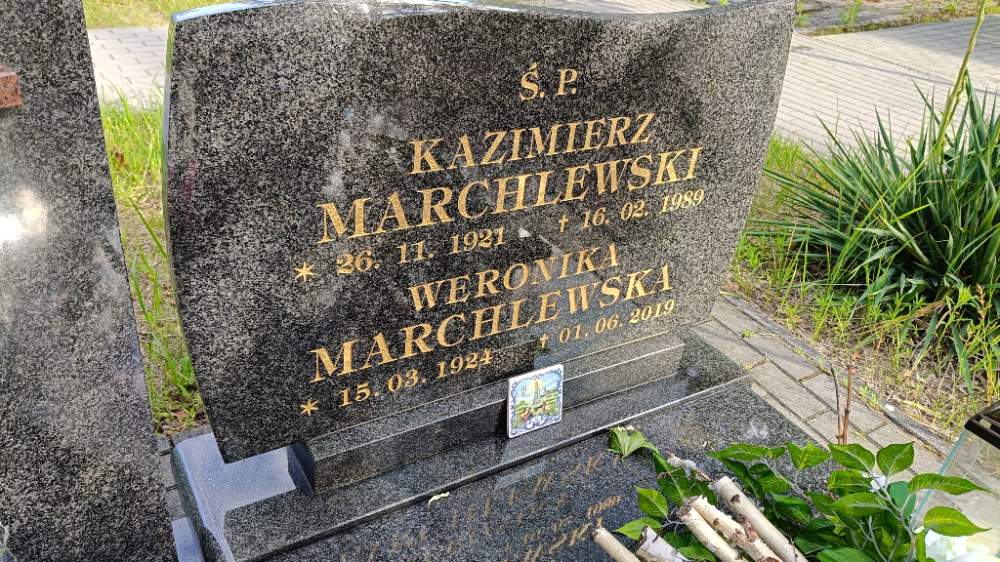 Ś. P.
KAZIMIERZ
MARCHLEWSKI
* 26. 11. 1921 † 16. 02. 1989
WERONIKA
MARCHLEWSKA
* 15. 03. 1924 † 01. 06. 2019